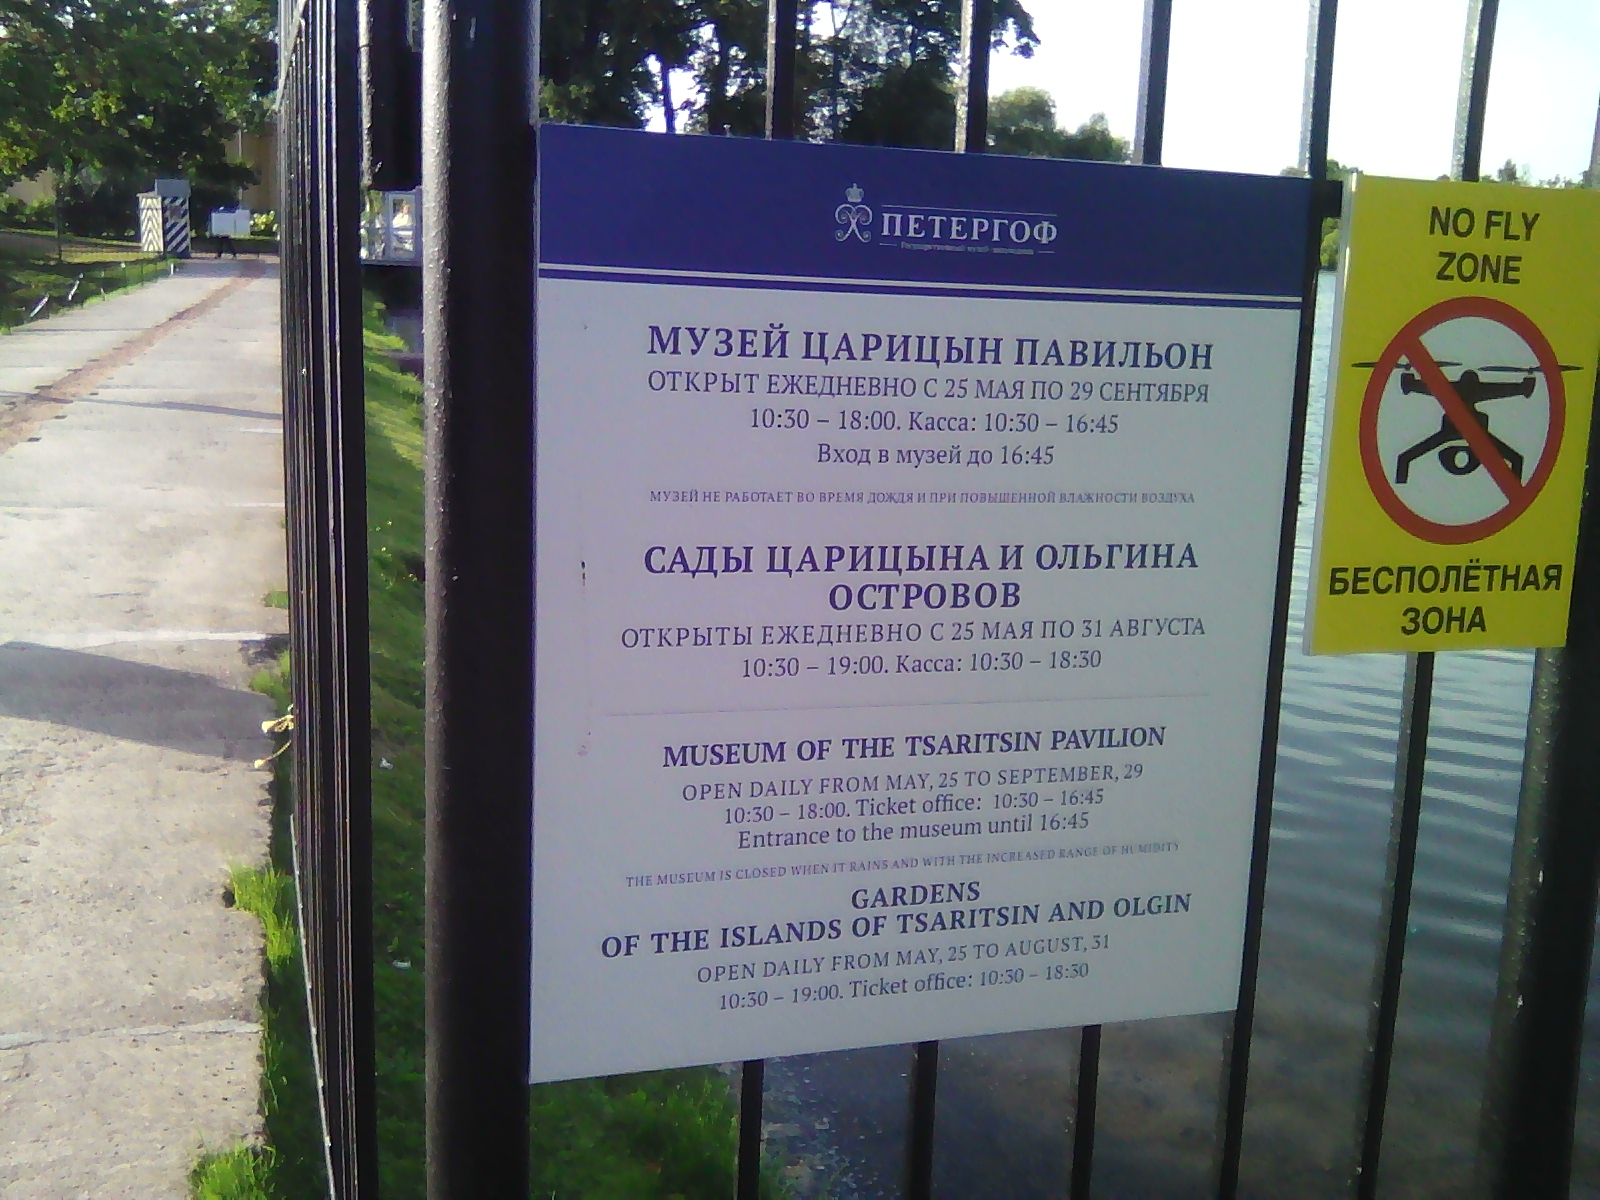 ПЕТЕРГОФ
Государственный музей-заповедник
МУЗЕЙ ЦАРИЦЫН ПАВИЛЬОН
ОТКРЫТ ЕЖЕДНЕВНО С 25 МАЯ ПО 29 СЕНТЯБРЯ
10:30 – 18:00. Касса: 10:30 – 16:45
Вход в музей до 16:45
МУЗЕЙ НЕ РАБОТАЕТ ВО ВРЕМЯ ДОЖДЯ И ПРИ ПОВЫШЕННОЙ ВЛАЖНОСТИ ВОЗДУХА
САДЫ ЦАРИЦЫНА И ОЛЬГИНА
ОСТРОВОВ
ОТКРЫТЫ ЕЖЕДНЕВНО С 25 МАЯ ПО 31 АВГУСТА
10:30 – 19:00. Касса: 10:30 – 18:30
MUSEUM OF THE TSARITSIN PAVILION
OPEN DAILY FROM MAY, 25 TO SEPTEMBER, 29
10:30 – 18:00. Ticket office: 10:30 – 16:45
Entrance to the museum until 16:45
THE MUSEUM IS CLOSED WHEN IT RAINS AND WITH THE INCREASED RANGE OF HUMIDITY
GARDENS
OF THE ISLANDS OF TSARITSIN AND OLGIN
OPEN DAILY FROM MAY, 25 TO AUGUST, 31
10:30 – 19:00. Ticket office: 10:30 – 18:30
NO FLY
ZONE
БЕСПОЛЁТНАЯ
ЗОНА